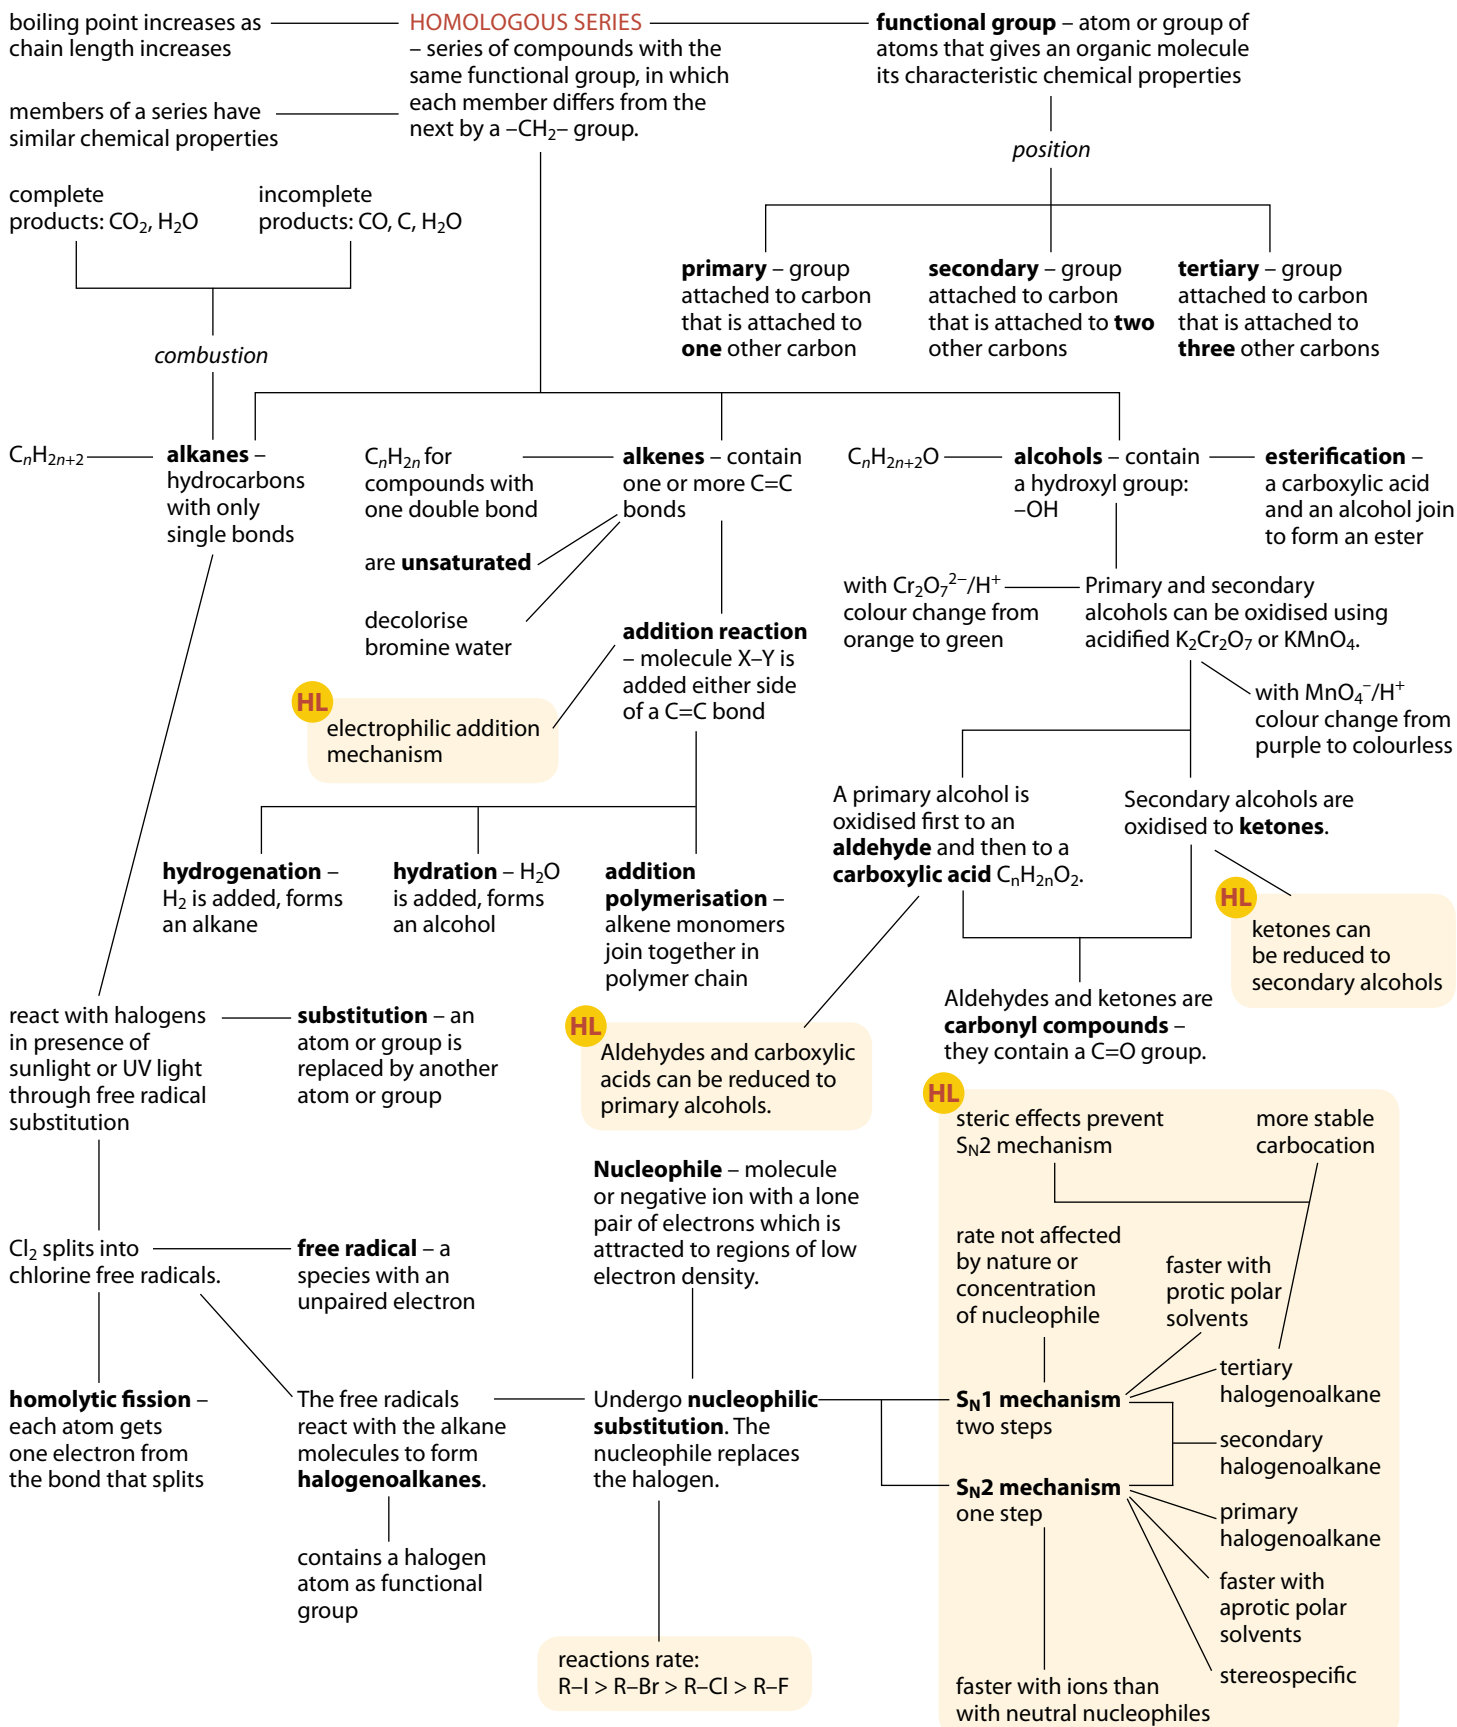 boiling point increases as
chain length increases
HOMOLOGOUS SERIES
– series of compounds with the
same functional group, in which
each member differs from the
next by a –CH₂– group.
functional group – atom or group of
atoms that gives an organic molecule
its characteristic chemical properties
members of a series have
similar chemical properties
position
complete
products: CO₂, H₂O
incomplete
products: CO, C, H₂O
primary – group
attached to carbon
that is attached to
one other carbon
secondary – group
attached to carbon
that is attached to two
other carbons
tertiary – group
attached to carbon
that is attached to
three other carbons
combustion
CₙH₂ₙ₊₂
alkanes –
hydrocarbons
with only
single bonds
CₙH₂ₙ for
compounds with
one double bond
alkenes – contain
one or more C=C
bonds
CₙH₂ₙ₊₂O
alcohols – contain
a hydroxyl group:
–OH
esterification –
a carboxylic acid
and an alcohol join
to form an ester
are unsaturated
decolorise
bromine water
addition reaction
– molecule X–Y is
added either side
of a C=C bond
with Cr₂O₇²⁻/H⁺
colour change from
orange to green
Primary and secondary
alcohols can be oxidised using
acidified K₂Cr₂O₇ or KMnO₄.
with MnO₄⁻/H⁺
colour change from
purple to colourless
HL
electrophilic addition
mechanism
A primary alcohol is
oxidised first to an
aldehyde and then to a
carboxylic acid CₙH₂ₙO₂.
Secondary alcohols are
oxidised to ketones.
hydrogenation –
H₂ is added, forms
an alkane
hydration – H₂O
is added, forms
an alcohol
addition
polymerisation –
alkene monomers
join together in
polymer chain
HL
ketones can
be reduced to
secondary alcohols
Aldehydes and ketones are
carbonyl compounds –
they contain a C=O group.
react with halogens
in presence of
sunlight or UV light
through free radical
substitution
substitution – an
atom or group is
replaced by another
atom or group
HL
Aldehydes and carboxylic
acids can be reduced to
primary alcohols.
HL
steric effects prevent
S_N2 mechanism
more stable
carbocation
Nucleophile – molecule
or negative ion with a lone
pair of electrons which is
attracted to regions of low
electron density.
Cl₂ splits into
chlorine free radicals.
free radical – a
species with an
unpaired electron
rate not affected
by nature or
concentration
of nucleophile
faster with
protic polar
solvents
homolytic fission –
each atom gets
one electron from
the bond that splits
The free radicals
react with the alkane
molecules to form
halogenoalkanes.
Undergo nucleophilic
substitution. The
nucleophile replaces
the halogen.
S_N1 mechanism
two steps
tertiary
halogenoalkane
secondary
halogenoalkane
S_N2 mechanism
one step
primary
halogenoalkane
contains a halogen
atom as functional
group
faster with
aprotic polar
solvents
stereospecific
reactions rate:
R–I > R–Br > R–Cl > R–F
faster with ions than
with neutral nucleophiles